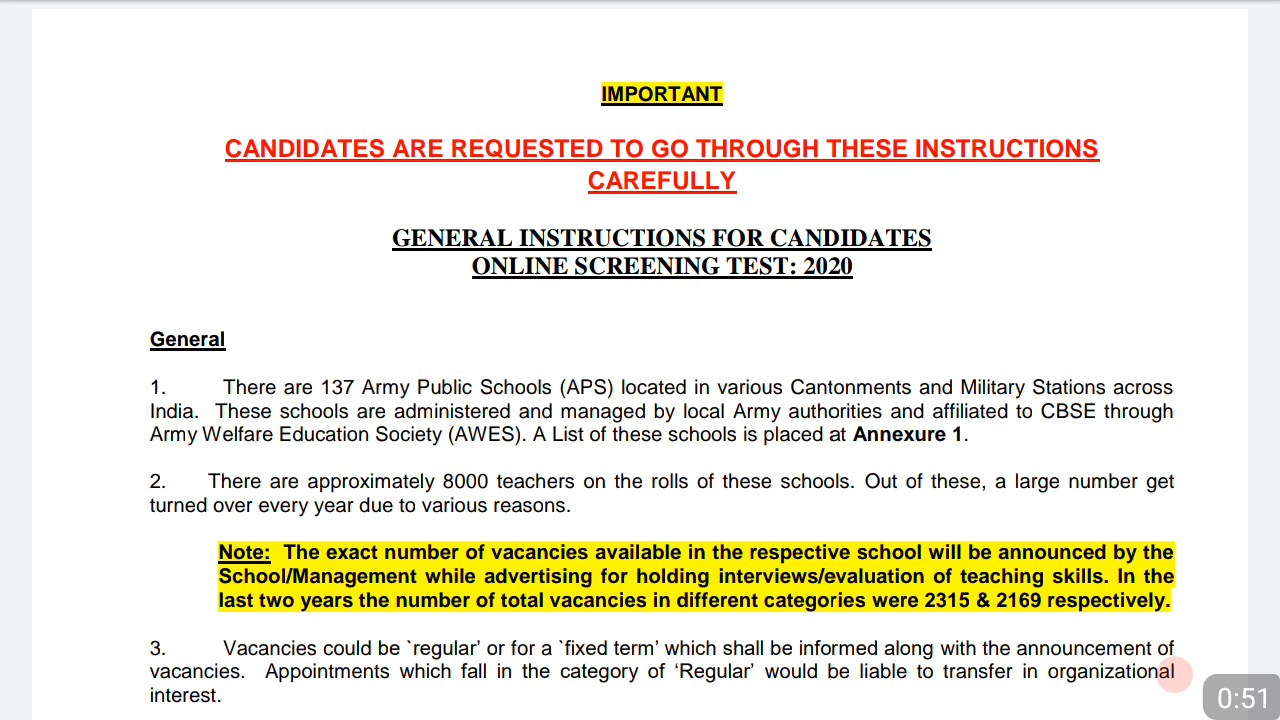 IMPORTANT
CANDIDATES ARE REQUESTED TO GO THROUGH THESE INSTRUCTIONS
CAREFULLY
GENERAL INSTRUCTIONS FOR CANDIDATES
ONLINE SCREENING TEST: 2020
General
1. There are 137 Army Public Schools (APS) located in various Cantonments and Military Stations across
India. These schools are administered and managed by local Army authorities and affiliated to CBSE through
Army Welfare Education Society (AWES). A List of these schools is placed at Annexure 1.
2. There are approximately 8000 teachers on the rolls of these schools. Out of these, a large number get
turned over every year due to various reasons.
Note: The exact number of vacancies available in the respective school will be announced by the
School/Management while advertising for holding interviews/evaluation of teaching skills. In the
last two years the number of total vacancies in different categories were 2315 & 2169 respectively.
3. Vacancies could be `regular’ or for a `fixed term’ which shall be informed along with the announcement of
vacancies. Appointments which fall in the category of ‘Regular’ would be liable to transfer in organizational
interest.
0:51